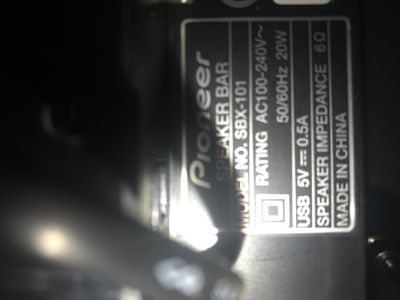 Pioneer
SPEAKER BAR
MODEL NO. SBX-101
RATING AC100-240V~
50/60Hz 20W
USB 5V⎓0.5A
SPEAKER IMPEDANCE 6Ω
MADE IN CHINA